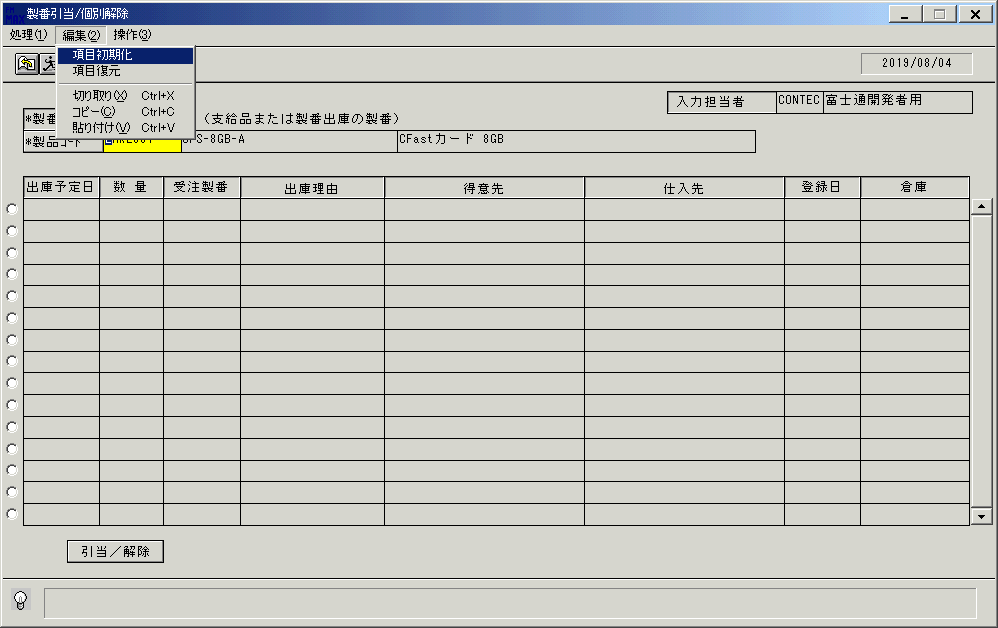 製番引当/個別解除
処理(1) 編集(2) 操作(3)
項目初期化
項目復元
切り取り(X) Ctrl+X
コピー(C) Ctrl+C
貼り付け(V) Ctrl+V
2019/08/04
入力担当者 CONTEC 富士通開発者用
*製番 (支給品または製番出庫の製番)
*製品コード PS-8GB-A CFastカード 8GB
出庫予定日 数 量 受注製番 出庫理由 得意先 仕入先 登録日 倉庫
引当/解除